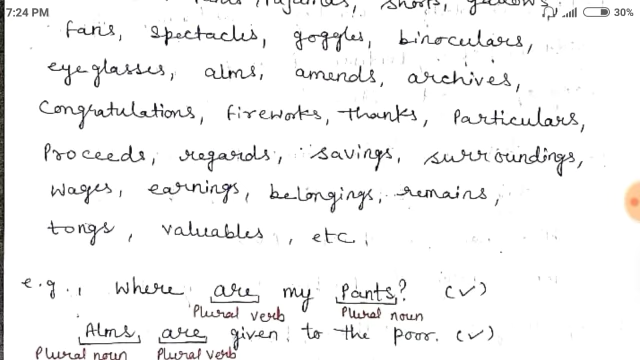 7:24 PM 30%
shorts, gallows,
fans, spectacles, goggles, binoculars,
eyeglasses, alms, amends, archives,
Congratulations, fireworks, thanks, Particulars,
Proceeds, regards, savings, surroundings,
wages, earnings, belongings, remains,
tongs, valuables, etc.
e.g., Where are my Pants? (✓)
Plural verb Plural noun
Alms are given to the poor. (✓)
Plural noun Plural verb